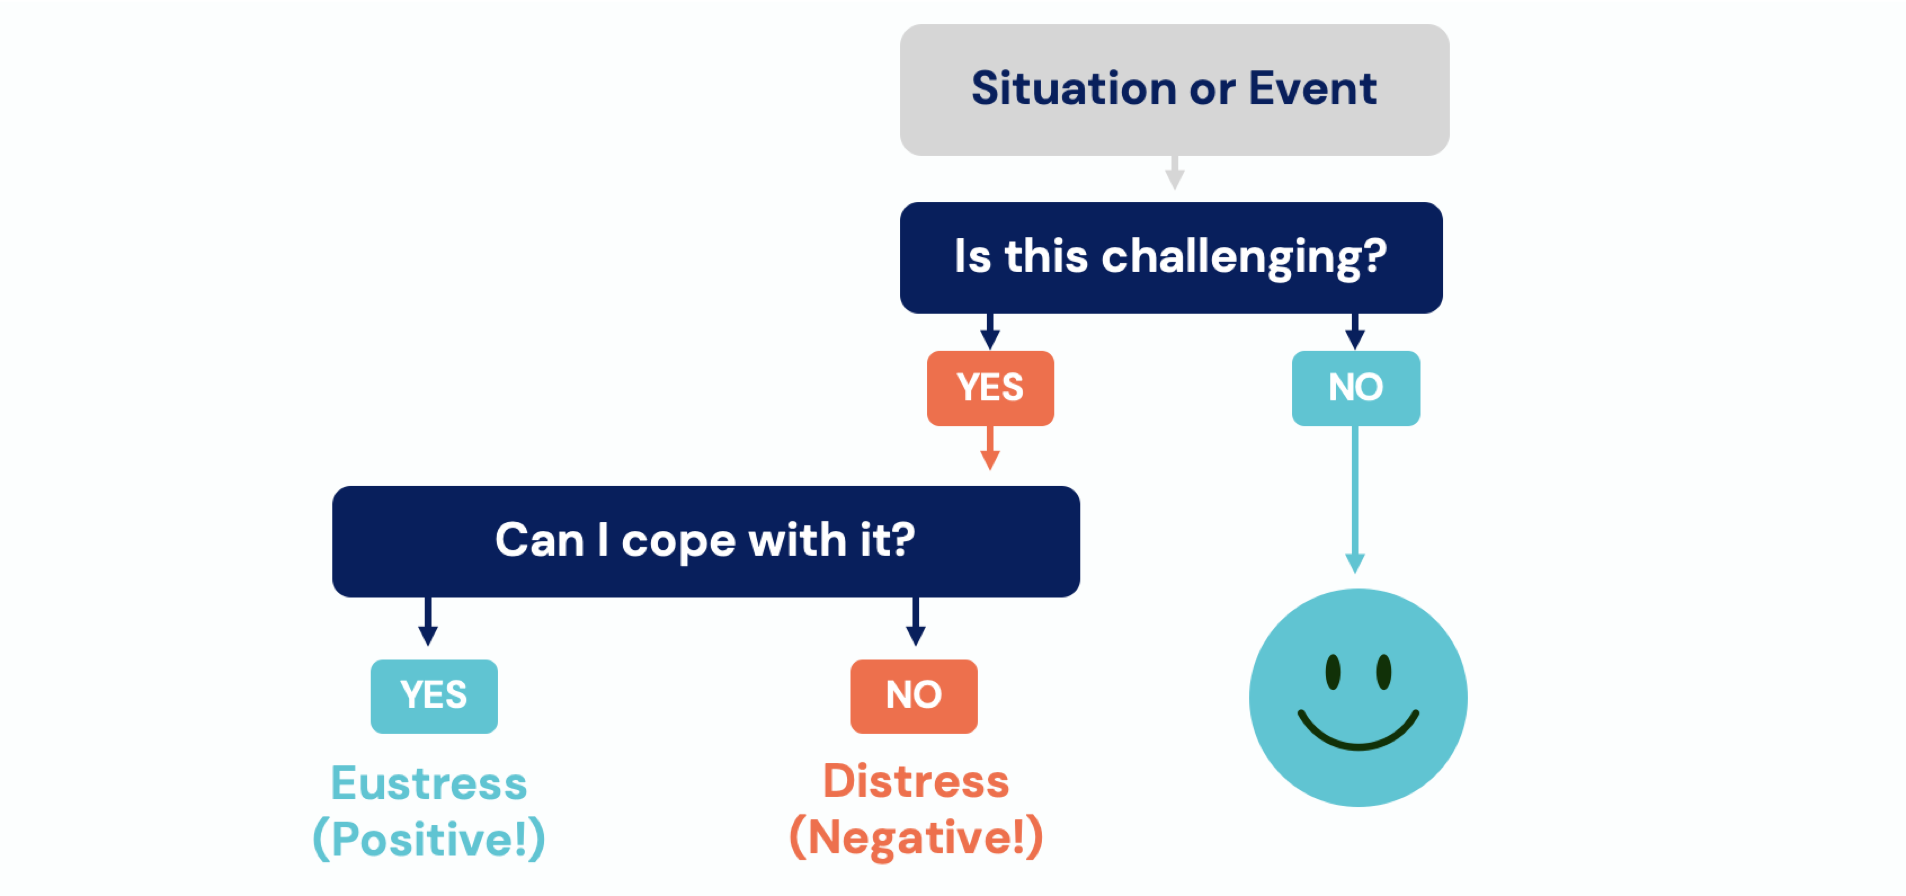 Situation or Event
Is this challenging?
YES
NO
Can I cope with it?
YES
NO
Eustress
(Positive!)
Distress
(Negative!)